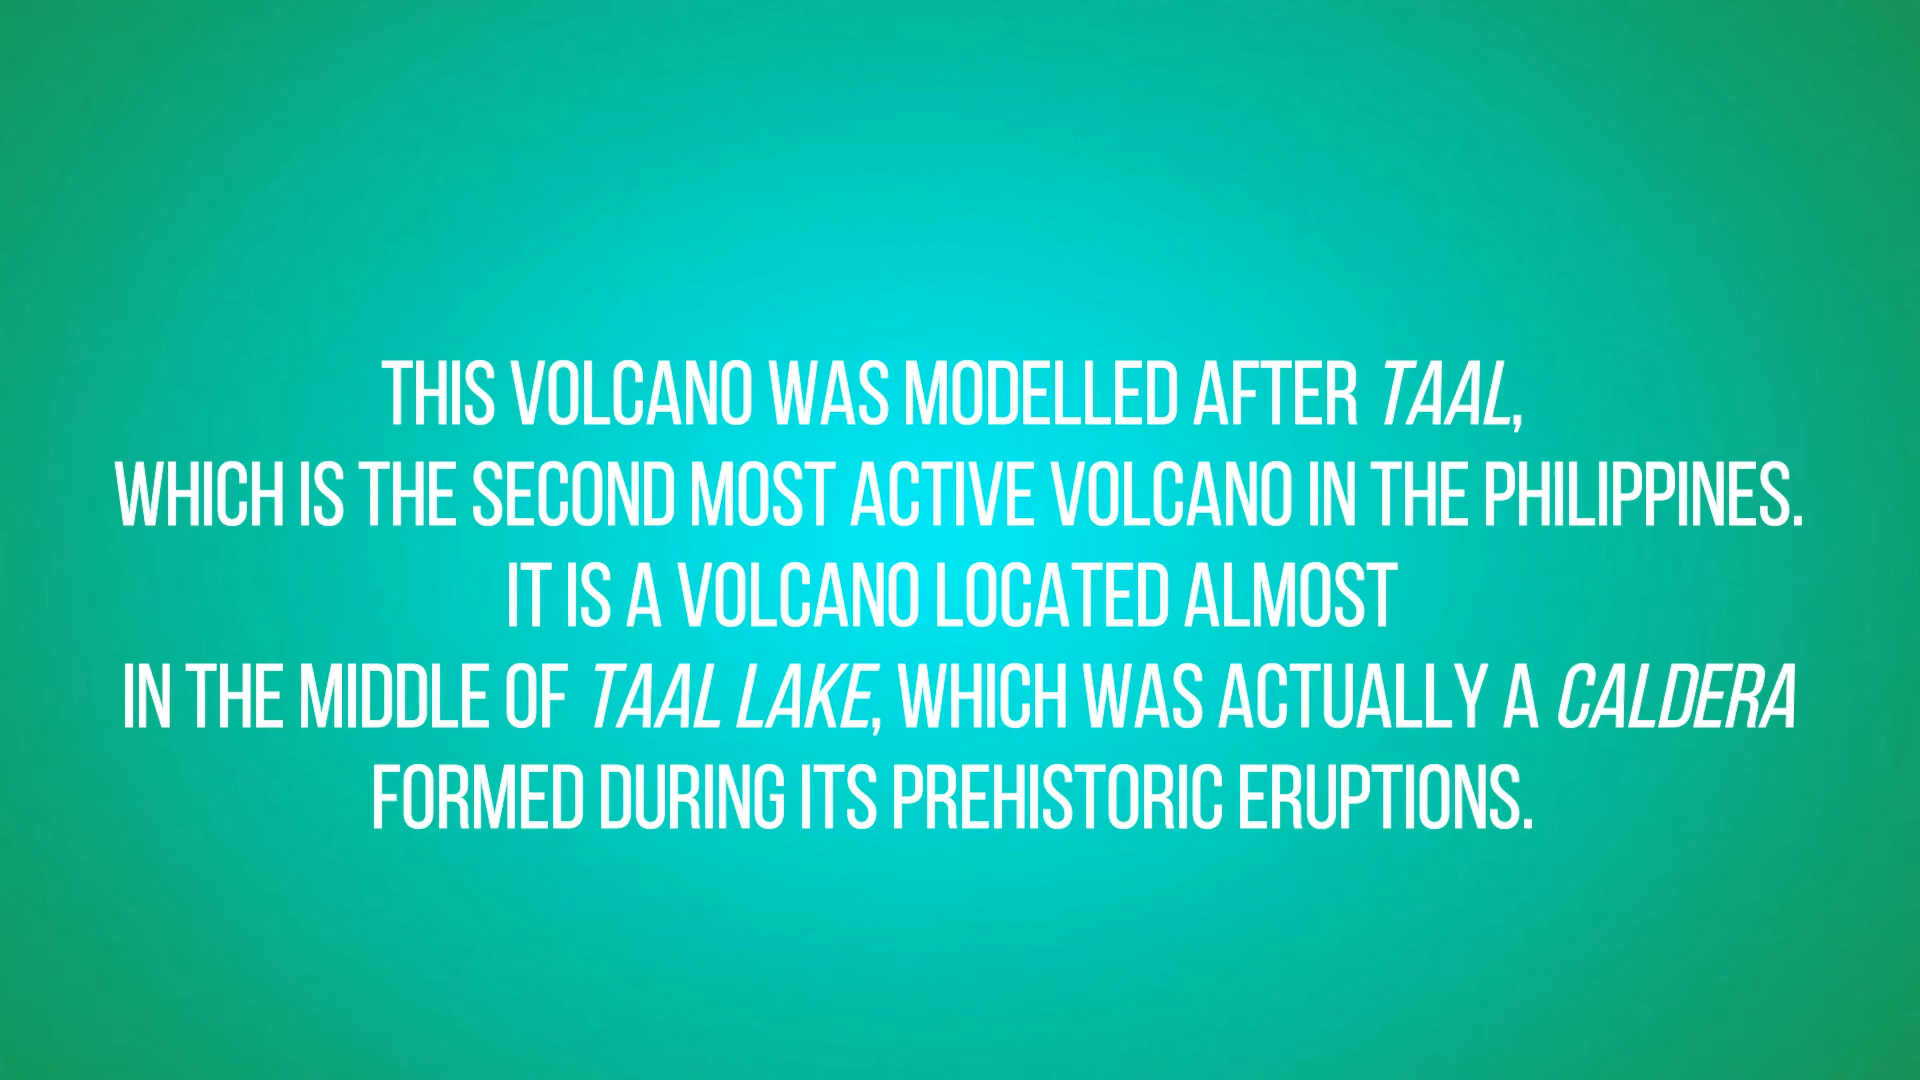 THIS VOLCANO WAS MODELLED AFTER TAAL,
WHICH IS THE SECOND MOST ACTIVE VOLCANO IN THE PHILIPPINES.
IT IS A VOLCANO LOCATED ALMOST
IN THE MIDDLE OF TAAL LAKE, WHICH WAS ACTUALLY A CALDERA
FORMED DURING ITS PREHISTORIC ERUPTIONS.